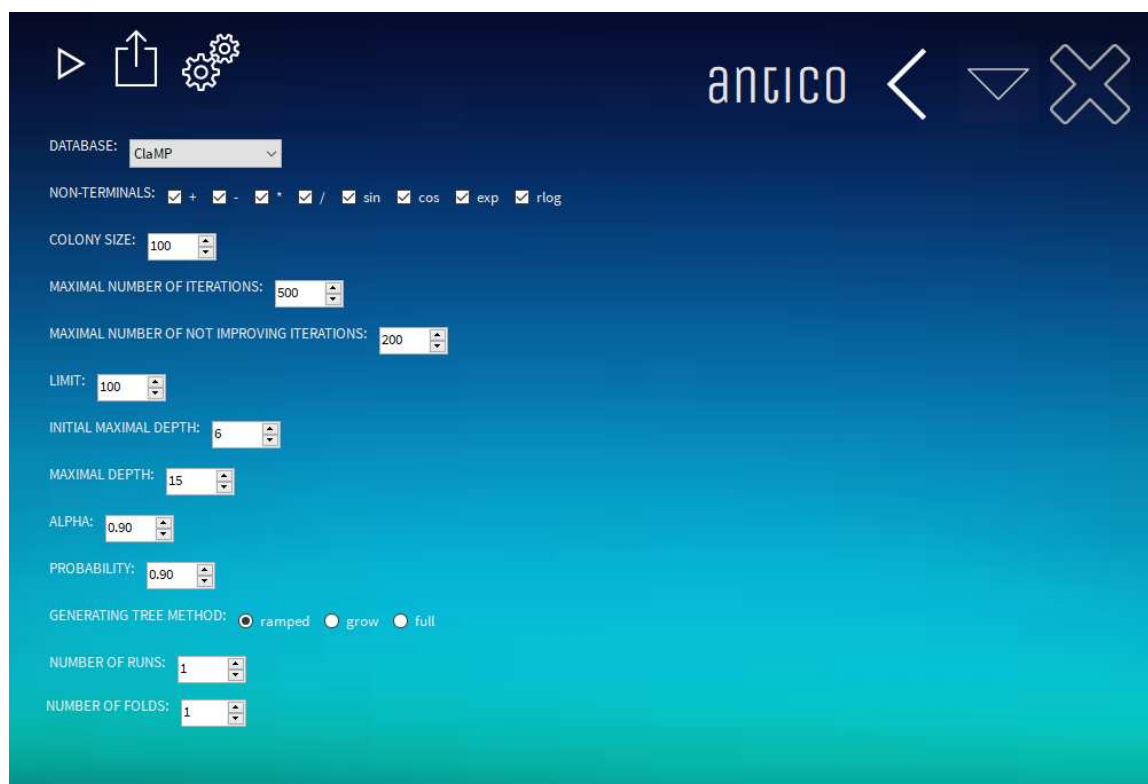 antico
DATABASE: ClaMP
NON-TERMINALS: + - * / sin cos exp rlog
COLONY SIZE: 100
MAXIMAL NUMBER OF ITERATIONS: 500
MAXIMAL NUMBER OF NOT IMPROVING ITERATIONS: 200
LIMIT: 100
INITIAL MAXIMAL DEPTH: 6
MAXIMAL DEPTH: 15
ALPHA: 0.90
PROBABILITY: 0.90
GENERATING TREE METHOD: ramped grow full
NUMBER OF RUNS: 1
NUMBER OF FOLDS: 1